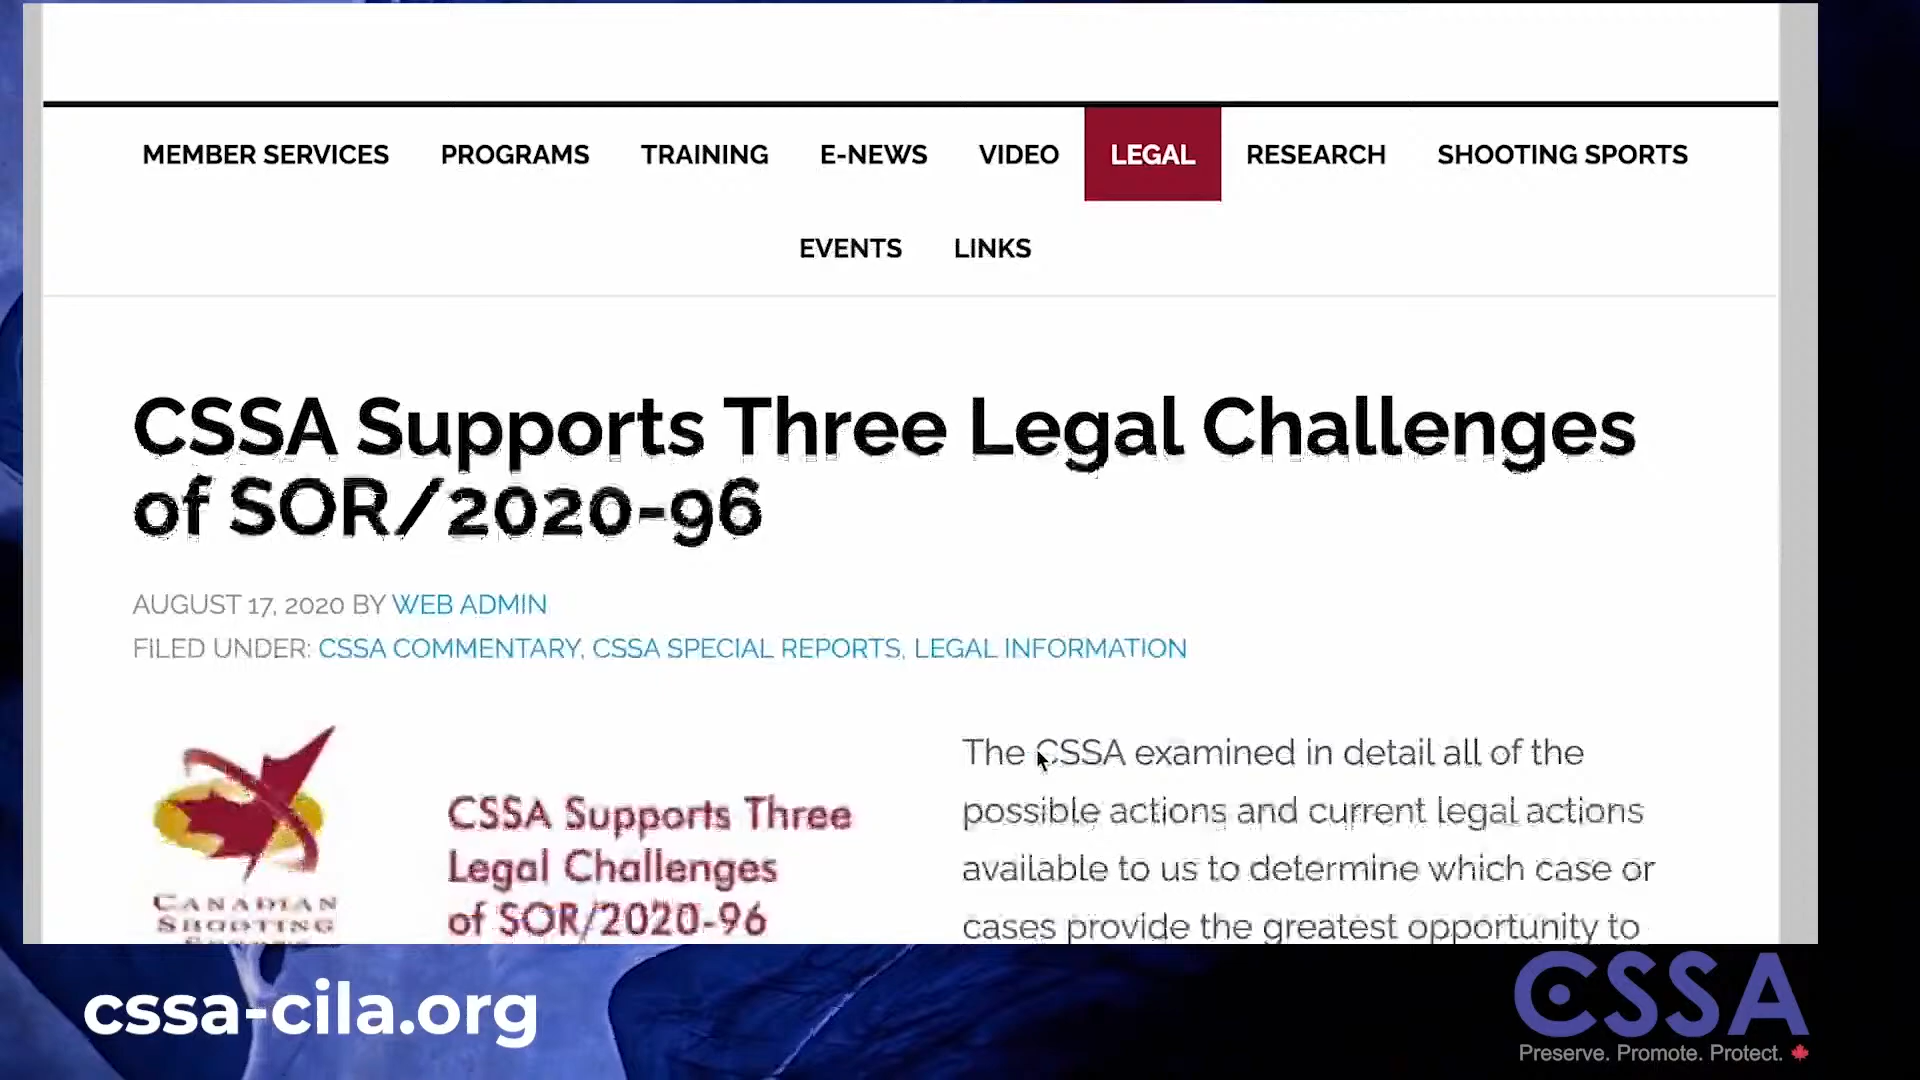 MEMBER SERVICES PROGRAMS TRAINING E-NEWS VIDEO LEGAL RESEARCH SHOOTING SPORTS
EVENTS LINKS
CSSA Supports Three Legal Challenges
of SOR/2020-96
AUGUST 17, 2020 BY WEB ADMIN
FILED UNDER: CSSA COMMENTARY, CSSA SPECIAL REPORTS, LEGAL INFORMATION
CANADIAN
SHOOTING
CSSA Supports Three
Legal Challenges
of SOR/2020-96
The CSSA examined in detail all of the
possible actions and current legal actions
available to us to determine which case or
cases provide the greatest opportunity to
cssa-cila.org
CSSA
Preserve. Promote. Protect.